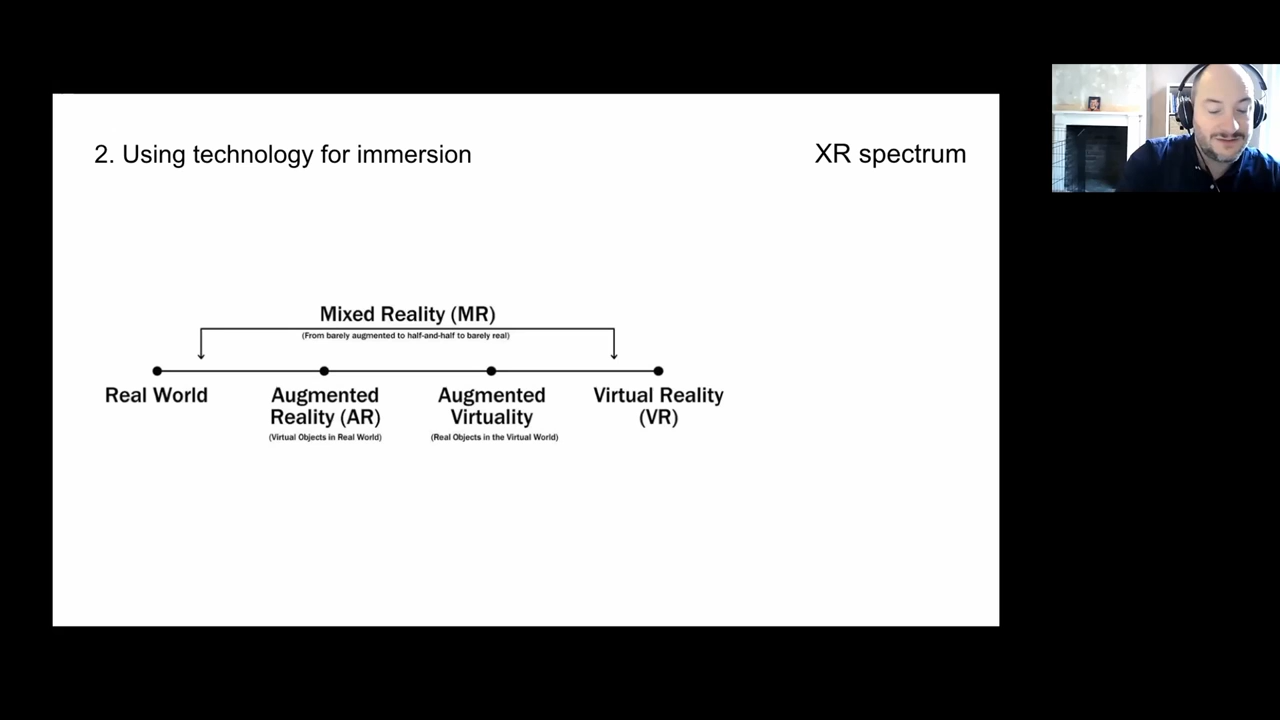 2. Using technology for immersion
XR spectrum
Mixed Reality (MR)
(From barely augmented to half-and-half to barely real)
Real World
Augmented
Reality (AR)
(Virtual Objects in Real World)
Augmented
Virtuality
(Real Objects in the Virtual World)
Virtual Reality
(VR)